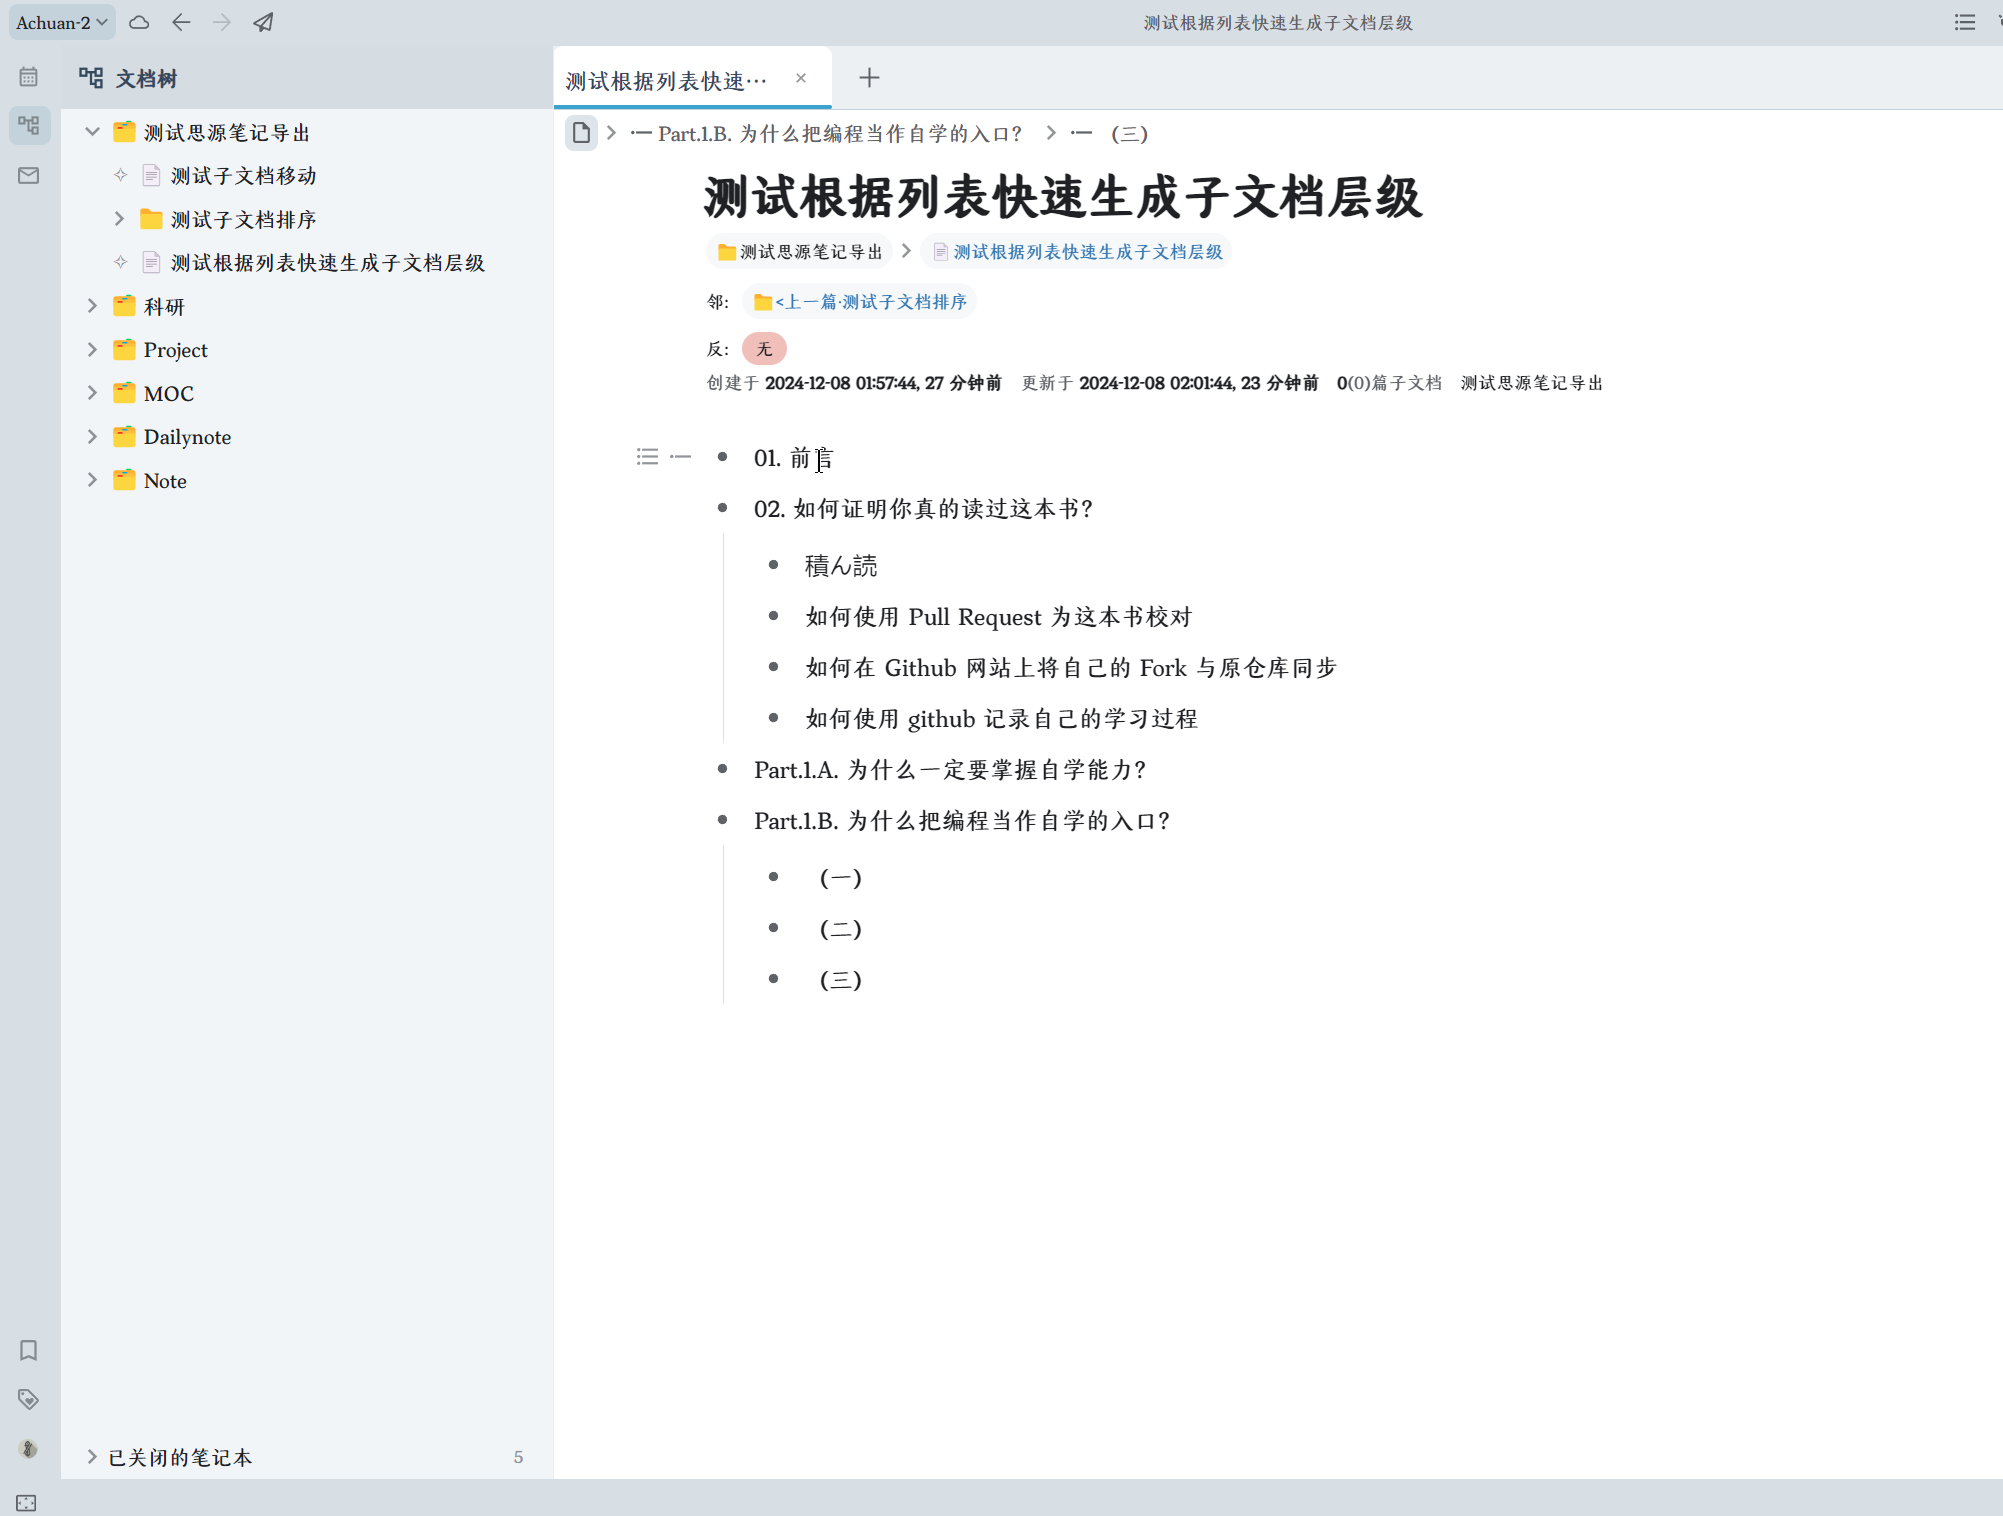 Achuan-2
测试根据列表快速生成子文档层级
文档树
测试思源笔记导出
测试子文档移动
测试子文档排序
测试根据列表快速生成子文档层级
科研
Project
MOC
Dailynote
Note
已关闭的笔记本 5
测试根据列表快速…
Part.1.B. 为什么把编程当作自学的入口？ （三）
测试根据列表快速生成子文档层级
测试思源笔记导出 测试根据列表快速生成子文档层级
邻: <上一篇·测试子文档排序
反: 无
创建于 2024-12-08 01:57:44, 27 分钟前 更新于 2024-12-08 02:01:44, 23 分钟前 0(0)篇子文档 测试思源笔记导出
01. 前言
02. 如何证明你真的读过这本书？
積ん読
如何使用 Pull Request 为这本书校对
如何在 Github 网站上将自己的 Fork 与原仓库同步
如何使用 github 记录自己的学习过程
Part.1.A. 为什么一定要掌握自学能力？
Part.1.B. 为什么把编程当作自学的入口？
（一）
（二）
（三）